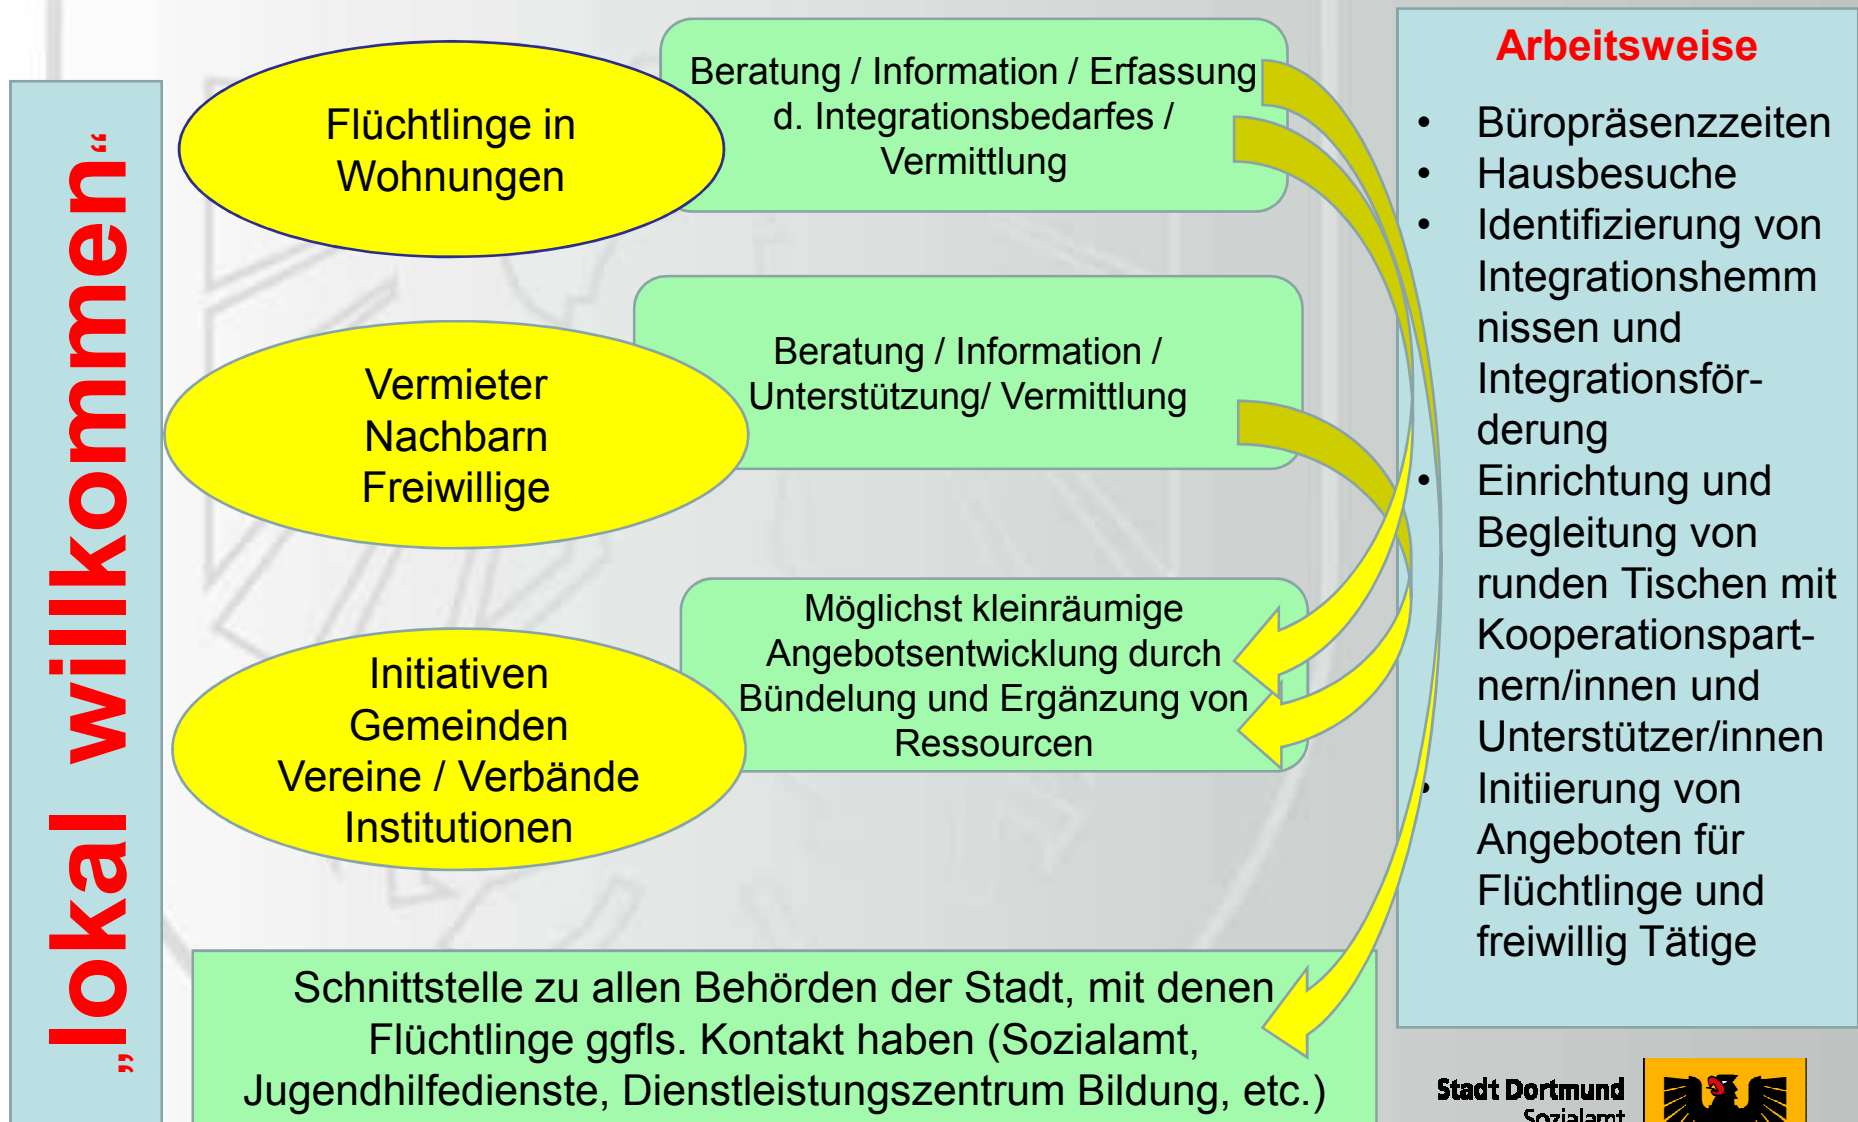 „lokal willkommen“
Flüchtlinge in
Wohnungen
Beratung / Information / Erfassung
d. Integrationsbedarfes /
Vermittlung
Vermieter
Nachbarn
Freiwillige
Beratung / Information /
Unterstützung/ Vermittlung
Initiativen
Gemeinden
Vereine / Verbände
Institutionen
Möglichst kleinräumige
Angebotsentwicklung durch
Bündelung und Ergänzung von
Ressourcen
Schnittstelle zu allen Behörden der Stadt, mit denen
Flüchtlinge ggfls. Kontakt haben (Sozialamt,
Jugendhilfedienste, Dienstleistungszentrum Bildung, etc.)
Arbeitsweise
• Büropräsenzzeiten
• Hausbesuche
• Identifizierung von
Integrationshemm
nissen und
Integrationsför-
derung
• Einrichtung und
Begleitung von
runden Tischen mit
Kooperationspart-
nern/innen und
Unterstützer/innen
• Initiierung von
Angeboten für
Flüchtlinge und
freiwillig Tätige
Stadt Dortmund
Sozialamt